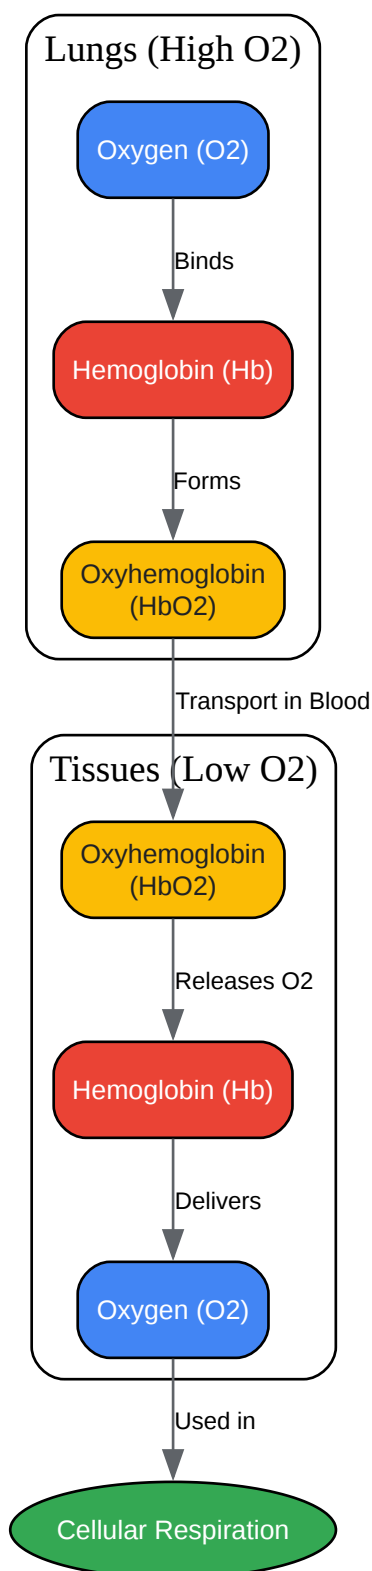 Lungs (High O2)
Oxygen (O2)
Binds
Hemoglobin (Hb)
Forms
Oxyhemoglobin
(HbO2)
Transport in Blood
Tissues (Low O2)
Oxyhemoglobin
(HbO2)
Releases O2
Hemoglobin (Hb)
Delivers
Oxygen (O2)
Used in
Cellular Respiration